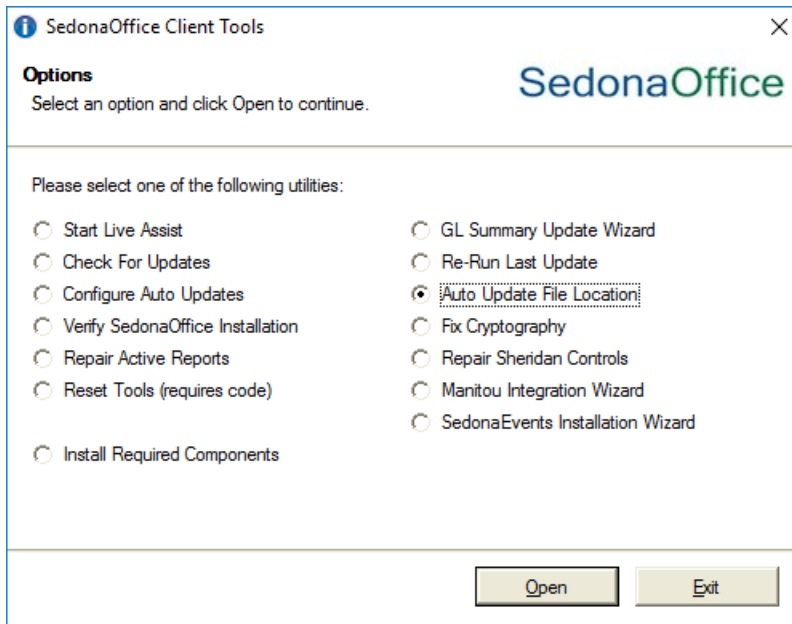 SedonaOffice Client Tools
Options
Select an option and click Open to continue.
SedonaOffice
Please select one of the following utilities:
Start Live Assist
Check For Updates
Configure Auto Updates
Verify SedonaOffice Installation
Repair Active Reports
Reset Tools (requires code)
Install Required Components
GL Summary Update Wizard
Re-Run Last Update
Auto Update File Location
Fix Cryptography
Repair Sheridan Controls
Manitou Integration Wizard
SedonaEvents Installation Wizard
Open
Exit